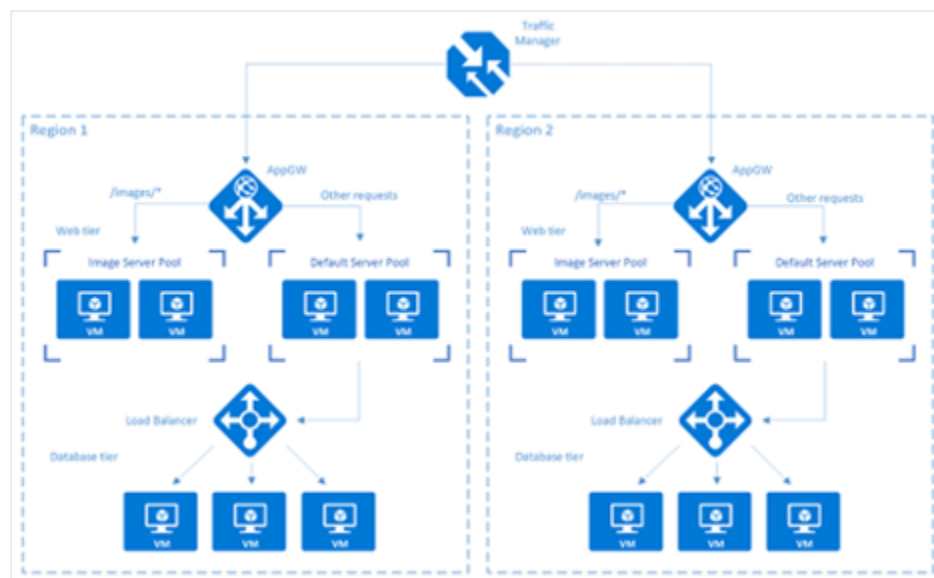 Traffic
Manager
Region 1
AppGW
/images/*
Other requests
Web tier
Image Server Pool
Default Server Pool
VM
VM
VM
VM
Load Balancer
Database tier
VM
VM
VM
Region 2
AppGW
/images/*
Other requests
Web tier
Image Server Pool
Default Server Pool
VM
VM
VM
VM
Load Balancer
Database tier
VM
VM
VM